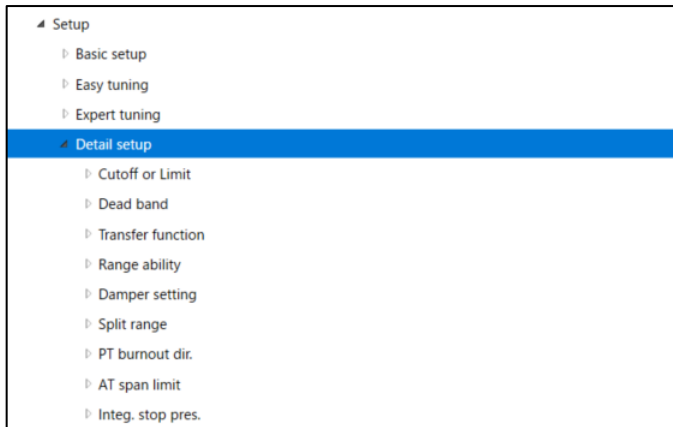 Setup
Basic setup
Easy tuning
Expert tuning
Detail setup
Cutoff or Limit
Dead band
Transfer function
Range ability
Damper setting
Split range
PT burnout dir.
AT span limit
Integ. stop pres.